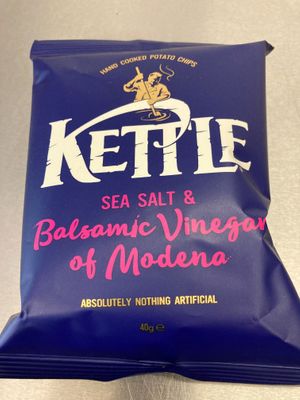 HAND COOKED POTATO CHIPS
KETTLE
SEA SALT &
Balsamic Vinegar
of Modena
ABSOLUTELY NOTHING ARTIFICIAL
40g ℮